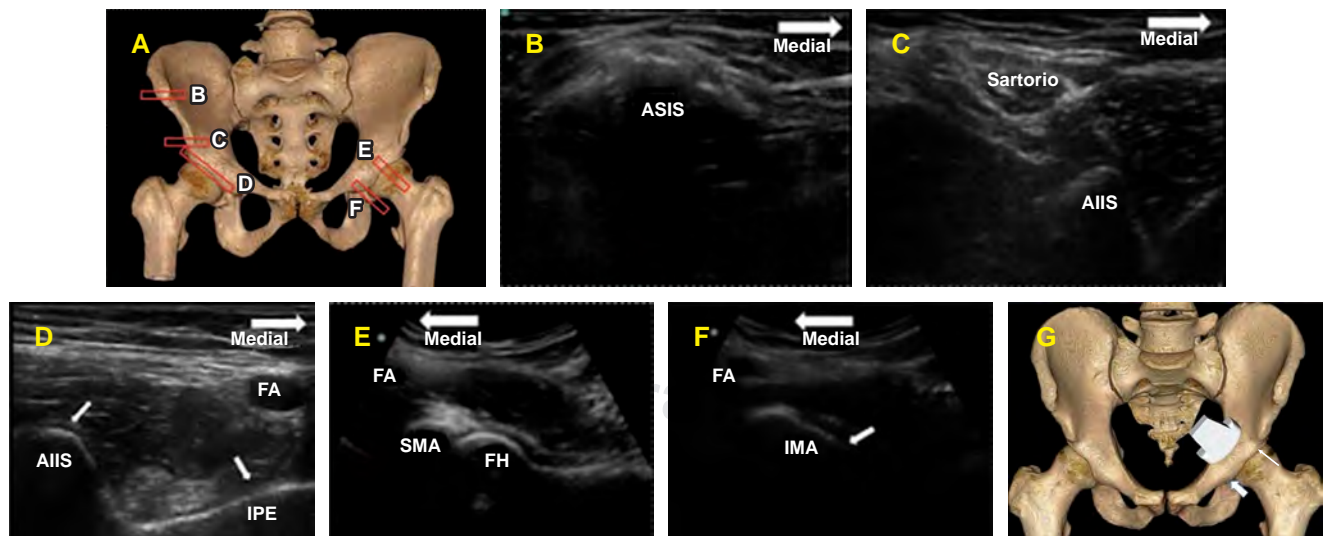 A
B
C
D
E
F
B
Medial
ASIS
C
Medial
Sartorio
AIIS
D
Medial
FA
AIIS
IPE
E
Medial
FA
SMA
FH
F
Medial
FA
IMA
G